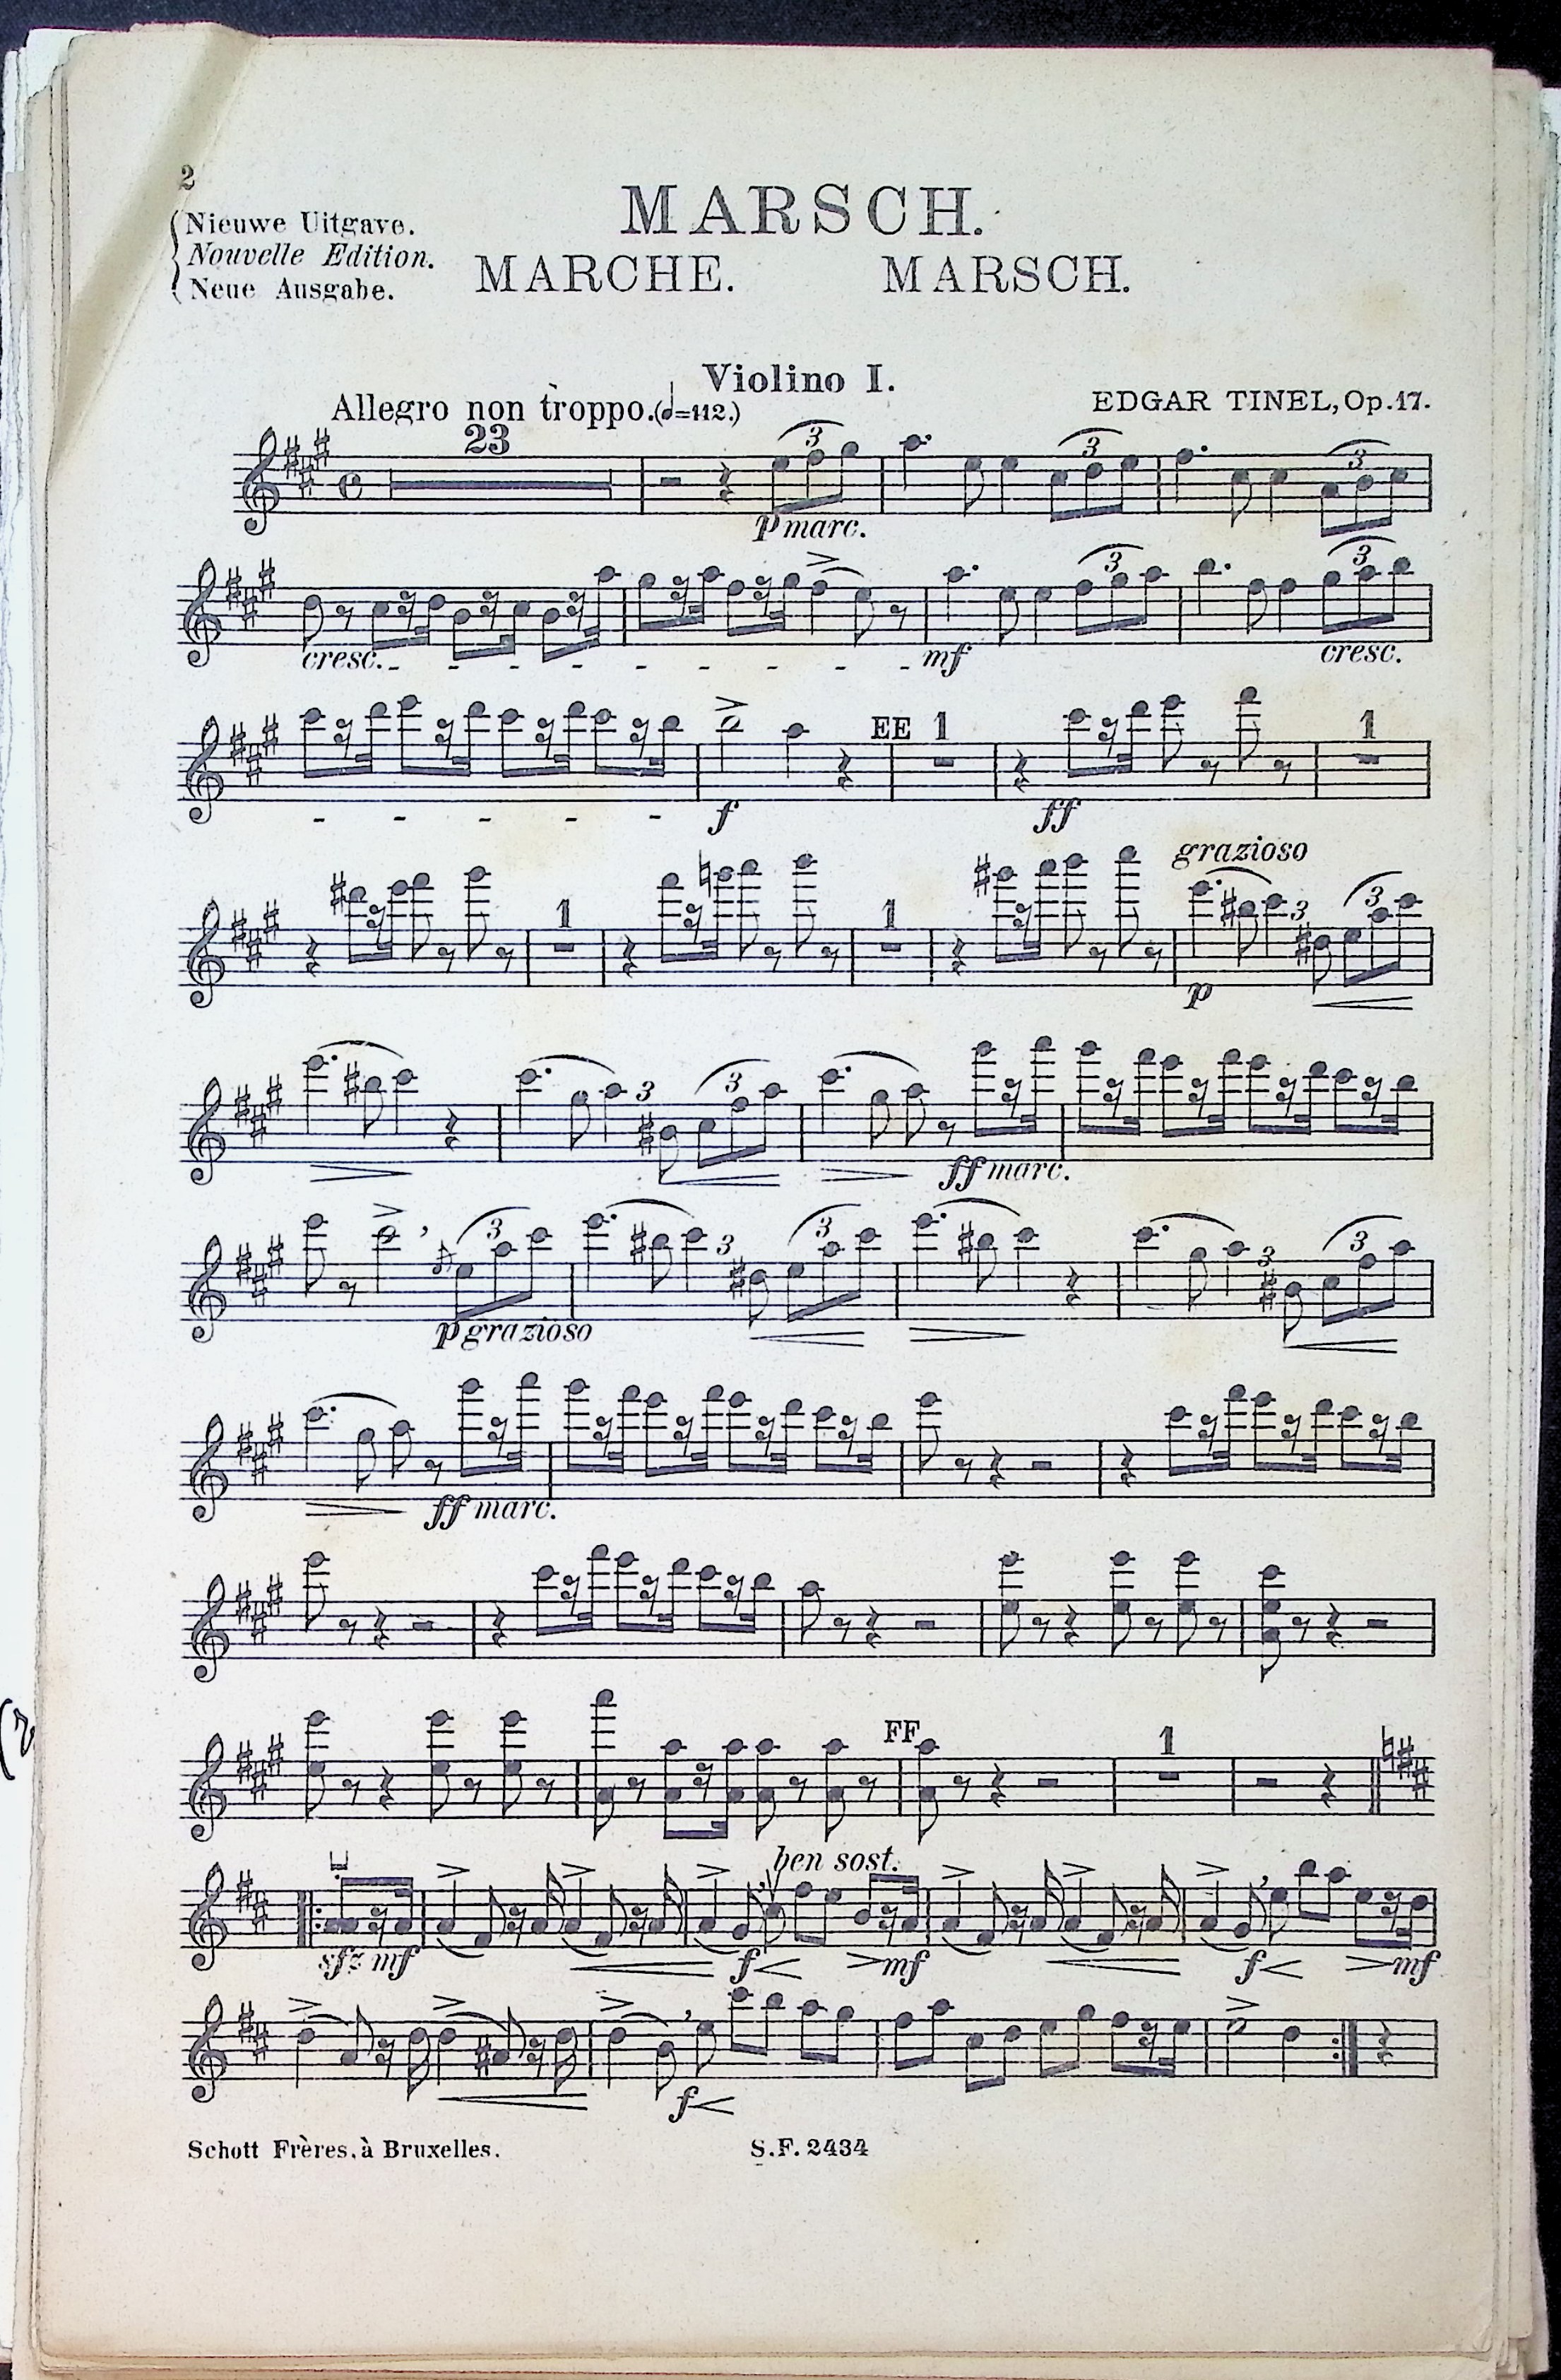 2
MARSCH.
Nieuwe Uitgave.
Nouvelle Edition.
Neue Ausgabe.
MARCHE. MARSCH.
Violino I.
Allegro non troppo.(𝅗𝅥=112.)
EDGAR TINEL, Op.17.
23 3 3 3
p marc.
3 3
cresc. mf cresc.
EE 1 1
f ff
grazioso
1 1 3 3
p
3 3
ff marc.
3 3 3 3 3
p grazioso
ff marc.
FF 1
ben sost.
sfz mf f mf f mf
f
Schott Frères, à Bruxelles. S.F. 2434